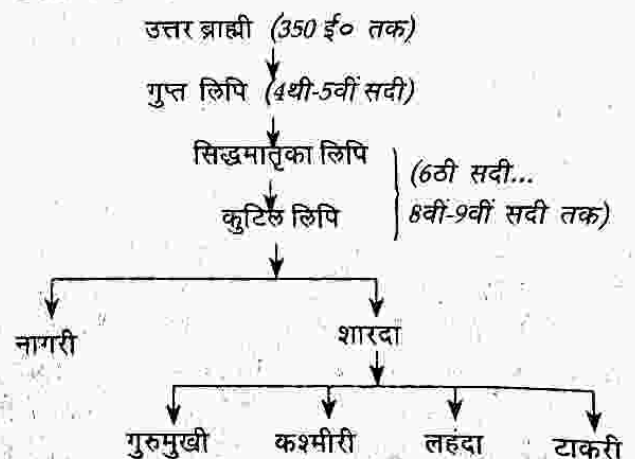 उत्तर ब्राह्मी (350 ई० तक)
गुप्त लिपि (4थी-5वीं सदी)
सिद्धमातृका लिपि
(6ठी सदी...
कुटिल लिपि
8वीं-9वीं सदी तक)
नागरी
शारदा
गुरुमुखी कश्मीरी लहंदा टाकरी